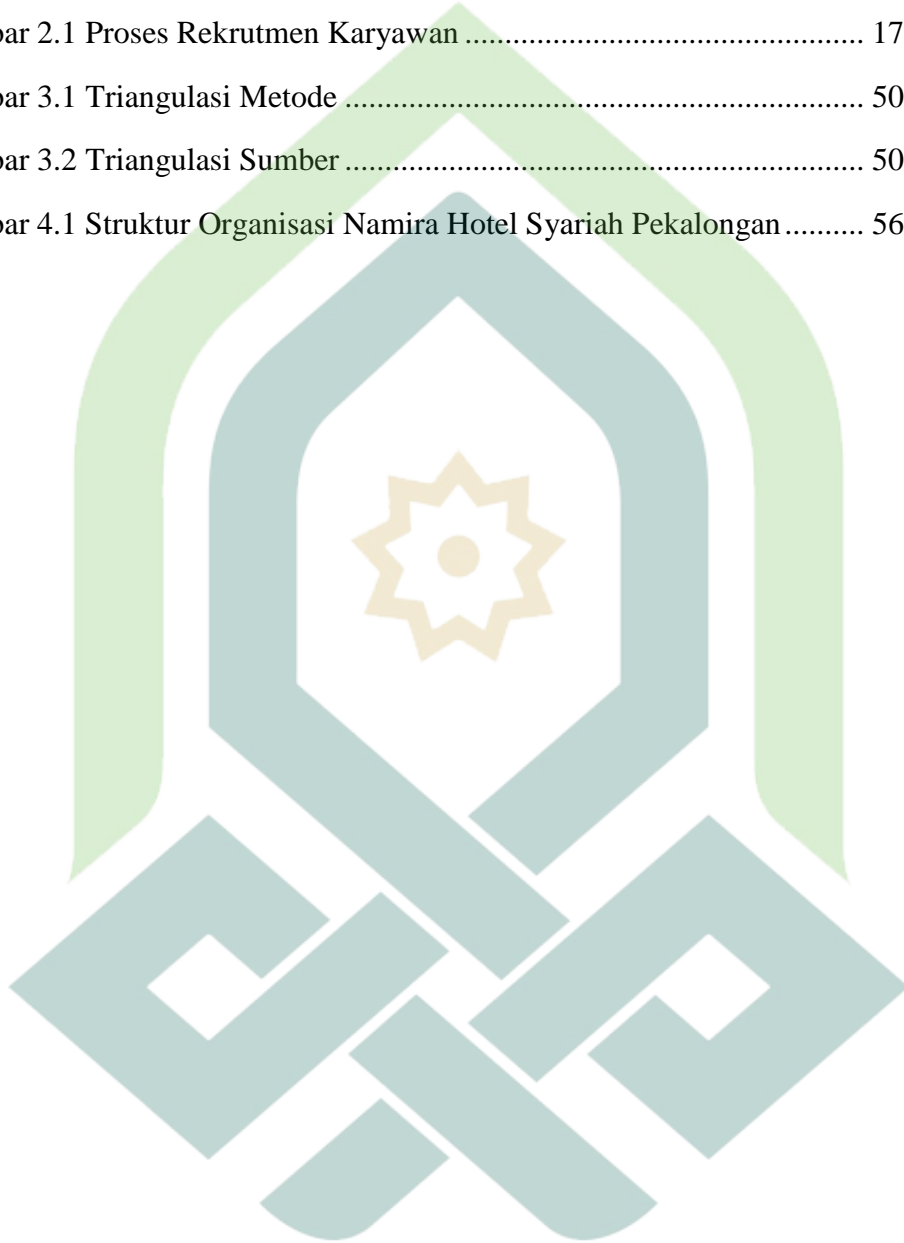 bar 2.1 Proses Rekrutmen Karyawan ................................................... 17
bar 3.1 Triangulasi Metode .................................................................. 50
bar 3.2 Triangulasi Sumber .................................................................. 50
bar 4.1 Struktur Organisasi Namira Hotel Syariah Pekalongan .......... 56